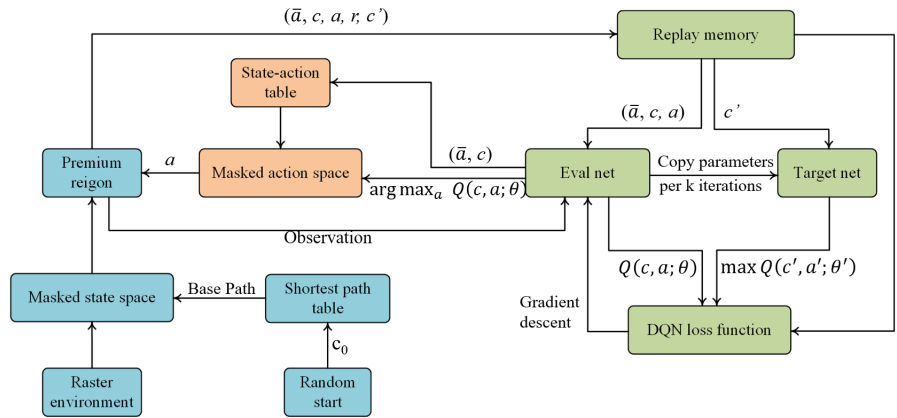 (ā, c, a, r, c’)
Replay memory
State-action
table
(ā, c, a)
c’
Premium
reigon
a
Masked action space
(ā, c)
arg maxₐ Q(c, a; θ)
Eval net
Copy parameters
per k iterations
Target net
Observation
Masked state space
Base Path
Shortest path
table
Q(c, a; θ)
max Q(c′, a′; θ′)
Gradient
descent
DQN loss function
c₀
Raster
environment
Random
start